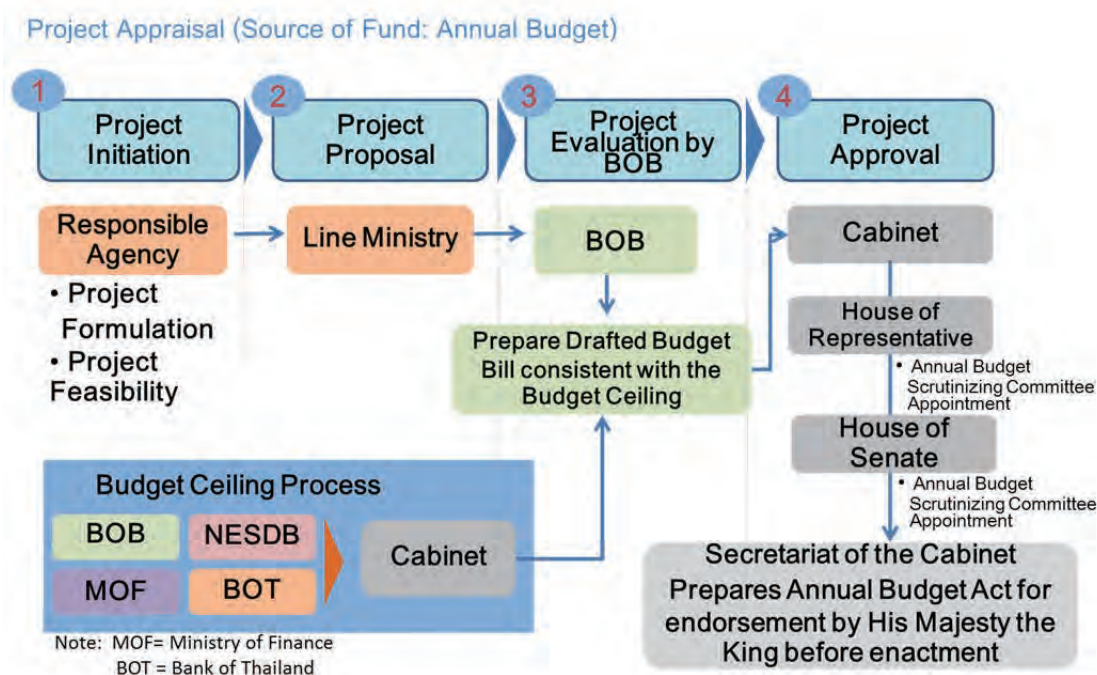 Project Appraisal (Source of Fund: Annual Budget)
1
Project
Initiation
2
Project
Proposal
3
Project
Evaluation by
BOB
4
Project
Approval
Responsible
Agency
• Project
Formulation
• Project
Feasibility
Line Ministry
BOB
Prepare Drafted Budget
Bill consistent with the
Budget Ceiling
Cabinet
House of
Representative
• Annual Budget
Scrutinizing Committee
Appointment
House of
Senate
• Annual Budget
Scrutinizing Committee
Appointment
Secretariat of the Cabinet
Prepares Annual Budget Act for
endorsement by His Majesty the
King before enactment
Budget Ceiling Process
BOB
NESDB
MOF
BOT
Cabinet
Note: MOF= Ministry of Finance
BOT = Bank of Thailand